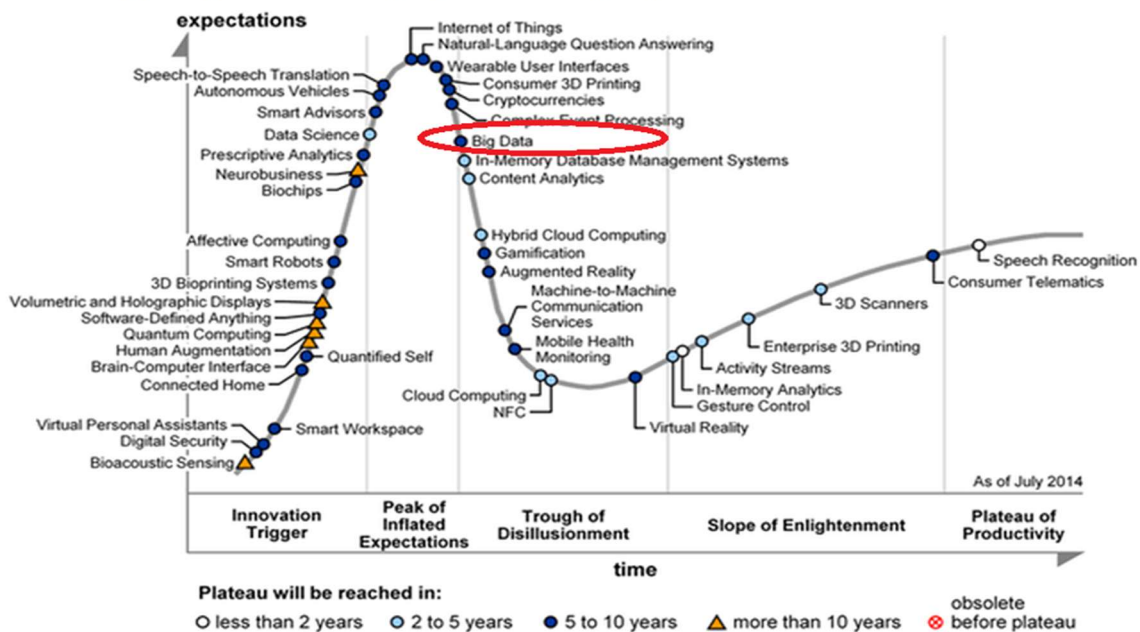 expectations
Internet of Things
Natural-Language Question Answering
Wearable User Interfaces
Consumer 3D Printing
Cryptocurrencies
Complex Event Processing
Big Data
In-Memory Database Management Systems
Content Analytics
Speech-to-Speech Translation
Autonomous Vehicles
Smart Advisors
Data Science
Prescriptive Analytics
Neurobusiness
Biochips
Affective Computing
Smart Robots
3D Bioprinting Systems
Volumetric and Holographic Displays
Software-Defined Anything
Quantum Computing
Human Augmentation
Brain-Computer Interface
Connected Home
Quantified Self
Virtual Personal Assistants
Digital Security
Bioacoustic Sensing
Smart Workspace
Hybrid Cloud Computing
Gamification
Augmented Reality
Machine-to-Machine
Communication
Services
Mobile Health
Monitoring
Cloud Computing
NFC
Virtual Reality
Gesture Control
In-Memory Analytics
Activity Streams
Enterprise 3D Printing
3D Scanners
Consumer Telematics
Speech Recognition
As of July 2014
Innovation
Trigger
Peak of
Inflated
Expectations
Trough of
Disillusionment
Slope of Enlightenment
Plateau of
Productivity
time
Plateau will be reached in:
less than 2 years
2 to 5 years
5 to 10 years
more than 10 years
obsolete
before plateau